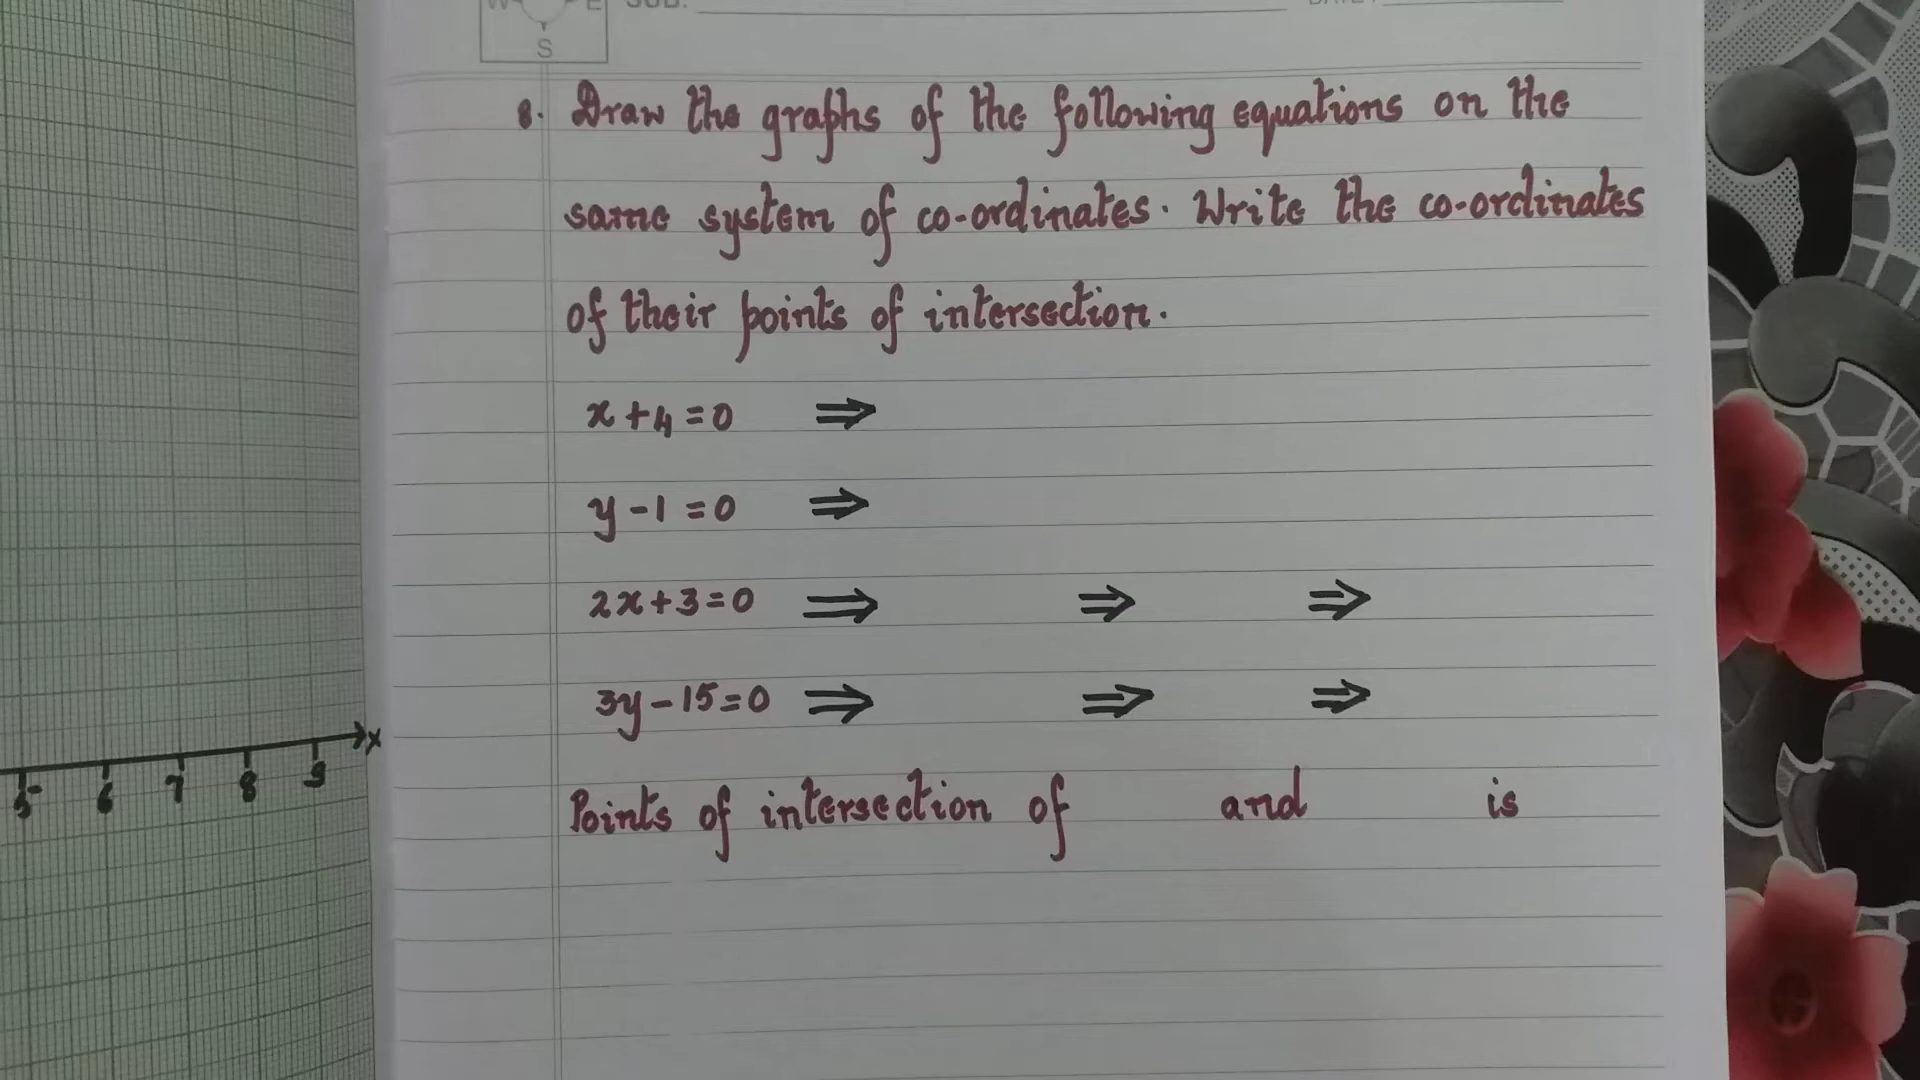 W E SUB.
S
8. Draw the graphs of the following equations on the
same system of co-ordinates. Write the co-ordinates
of their points of intersection.
x + 4 = 0 ⇒
y - 1 = 0 ⇒
2x + 3 = 0 ⇒ ⇒ ⇒
3y - 15 = 0 ⇒ ⇒ ⇒
Points of intersection of and is
5 6 7 8 9 x